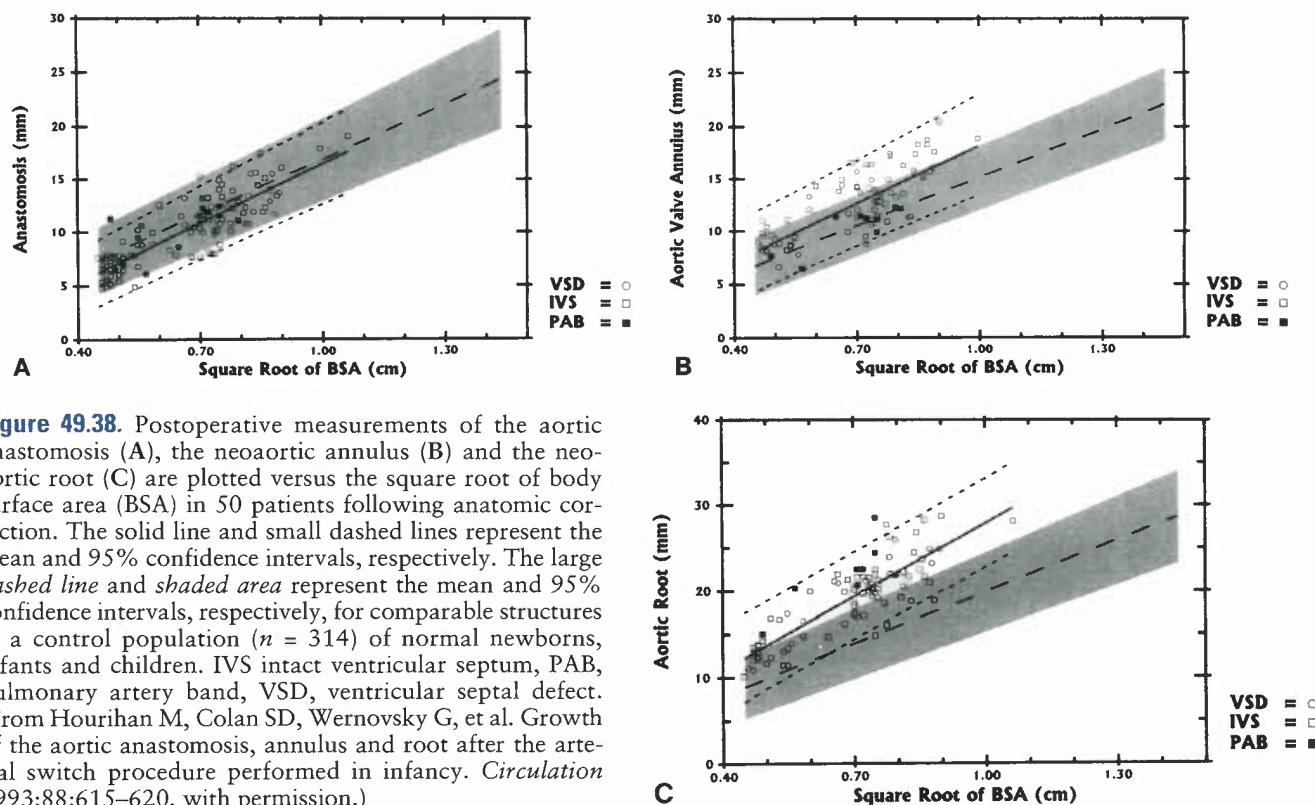 30
25
20
15
10
5
0
Anastomosis (mm)
0.40 0.70 1.00 1.30
Square Root of BSA (cm)
VSD = ○
IVS = □
PAB = ■
A
30
25
20
15
10
5
0
Aortic Valve Annulus (mm)
0.40 0.70 1.00 1.30
Square Root of BSA (cm)
VSD = ○
IVS = □
PAB = ■
B
igure 49.38. Postoperative measurements of the aortic
nastomosis (A), the neoaortic annulus (B) and the neo-
ortic root (C) are plotted versus the square root of body
urface area (BSA) in 50 patients following anatomic cor-
ction. The solid line and small dashed lines represent the
ean and 95% confidence intervals, respectively. The large
ashed line and shaded area represent the mean and 95%
onfidence intervals, respectively, for comparable structures
a control population (n = 314) of normal newborns,
fants and children. IVS intact ventricular septum, PAB,
ulmonary artery band, VSD, ventricular septal defect.
rom Hourihan M, Colan SD, Wernovsky G, et al. Growth
f the aortic anastomosis, annulus and root after the arte-
al switch procedure performed in infancy. Circulation
993;88:615–620, with permission.)
40
30
20
10
0
Aortic Root (mm)
0.40 0.70 1.00 1.30
Square Root of BSA (cm)
VSD = ○
IVS = □
PAB = ■
C